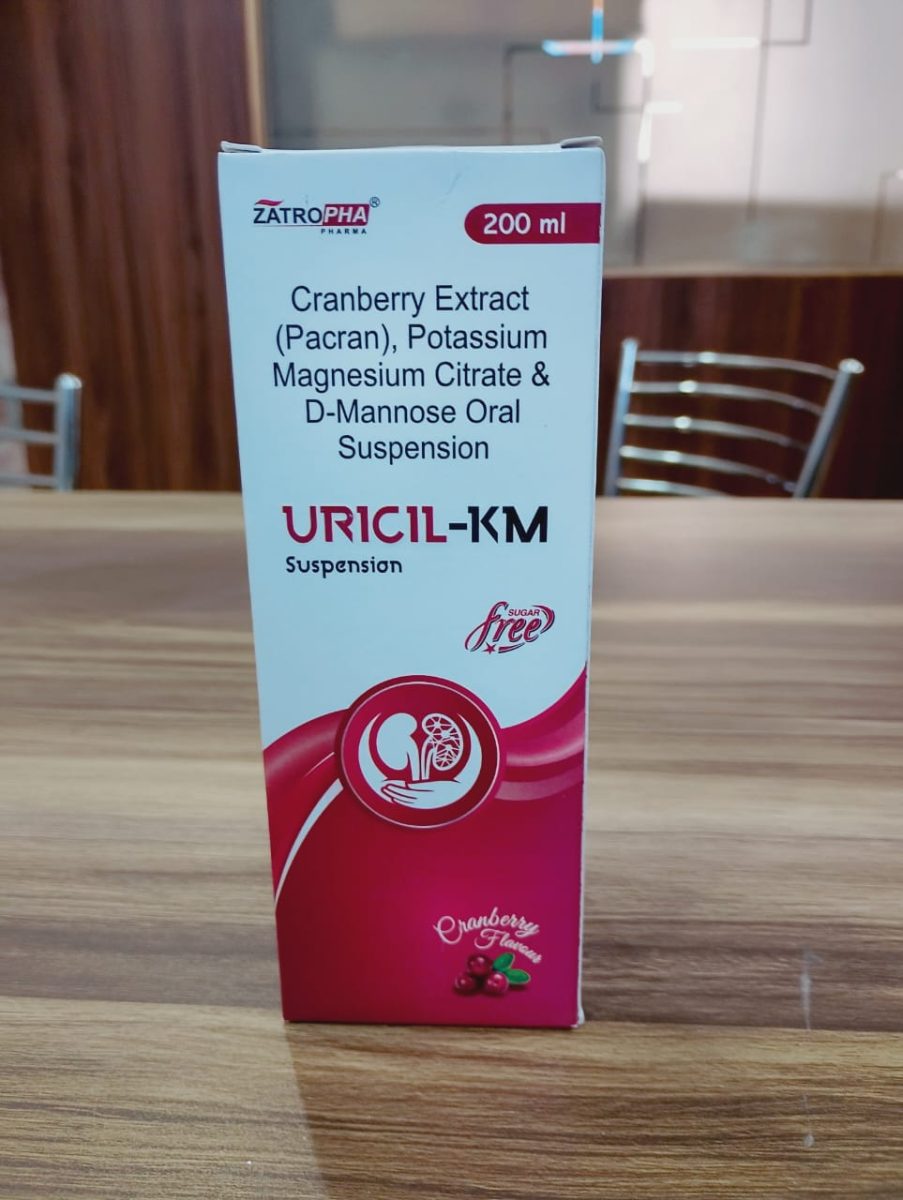 ZATROPHA®
PHARMA
200 ml
Cranberry Extract
(Pacran), Potassium
Magnesium Citrate &
D-Mannose Oral
Suspension
URICIL-KM
Suspension
SUGAR
free
Cranberry
Flavour